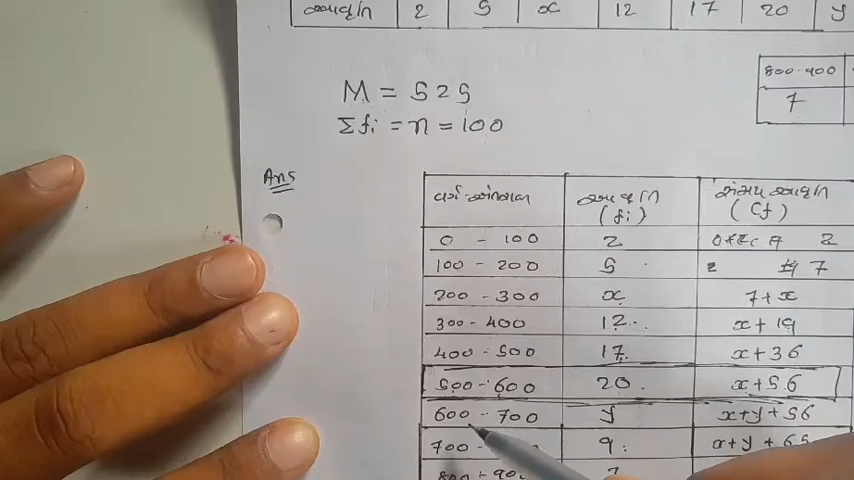 આવૃત્તિ 2 5 x 12 17 20 y
800-900
7
M = 525
Σfi = n = 100
Ans
વર્ગ-અંતરાલ આવૃત્તિ (fi) સંચયી આવૃત્તિ (Cf)
0 - 100 2 2
100 - 200 5 7
200 - 300 x 7+x
300 - 400 12 x+19
400 - 500 17 x+36
500 - 600 20 x+56
600 - 700 y x+y+56
700 - 9 x+y+65
800 - 90 7